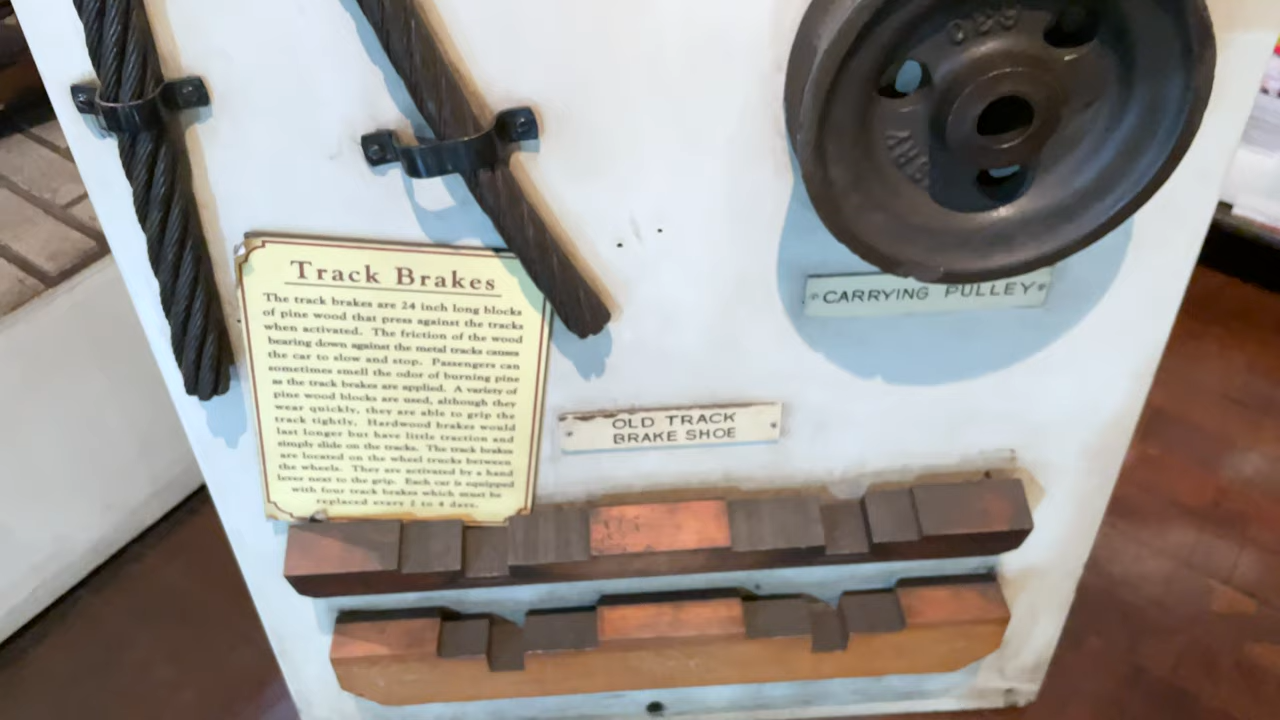 CARRYING PULLEY
Track Brakes
The track brakes are 24 inch long blocks
of pine wood that press against the tracks
when activated. The friction of the wood
bearing down against the metal tracks causes
the car to slow and stop. Passengers can
sometimes smell the odor of burning pine
as the track brakes are applied. A variety of
pine wood blocks are used, although they
wear quickly, they are able to grip the
track tightly. Hardwood brakes would
last longer but have little traction and
simply slide on the tracks. The track brakes
are located on the wheel trucks between
the wheels. They are activated by a hand
lever next to the grip. Each car is equipped
with four track brakes which must be
replaced every to 4 days.
OLD TRACK
BRAKE SHOE